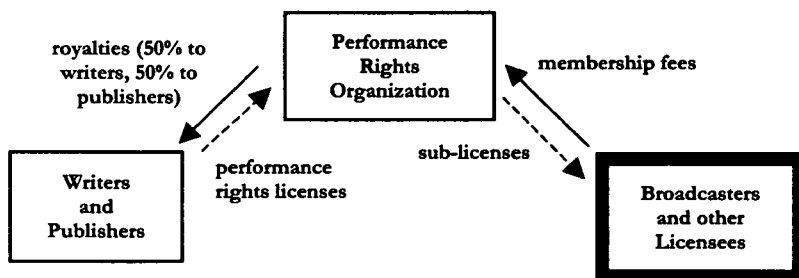 royalties (50% to
writers, 50% to
publishers)
Performance
Rights
Organization
membership fees
performance
rights licenses
sub-licenses
Writers
and
Publishers
Broadcasters
and other
Licensees